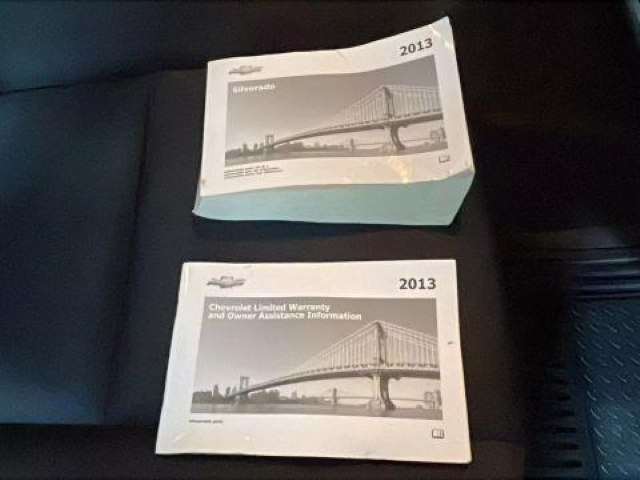 2013
Silverado
2013
Chevrolet Limited Warranty
and Owner Assistance Information